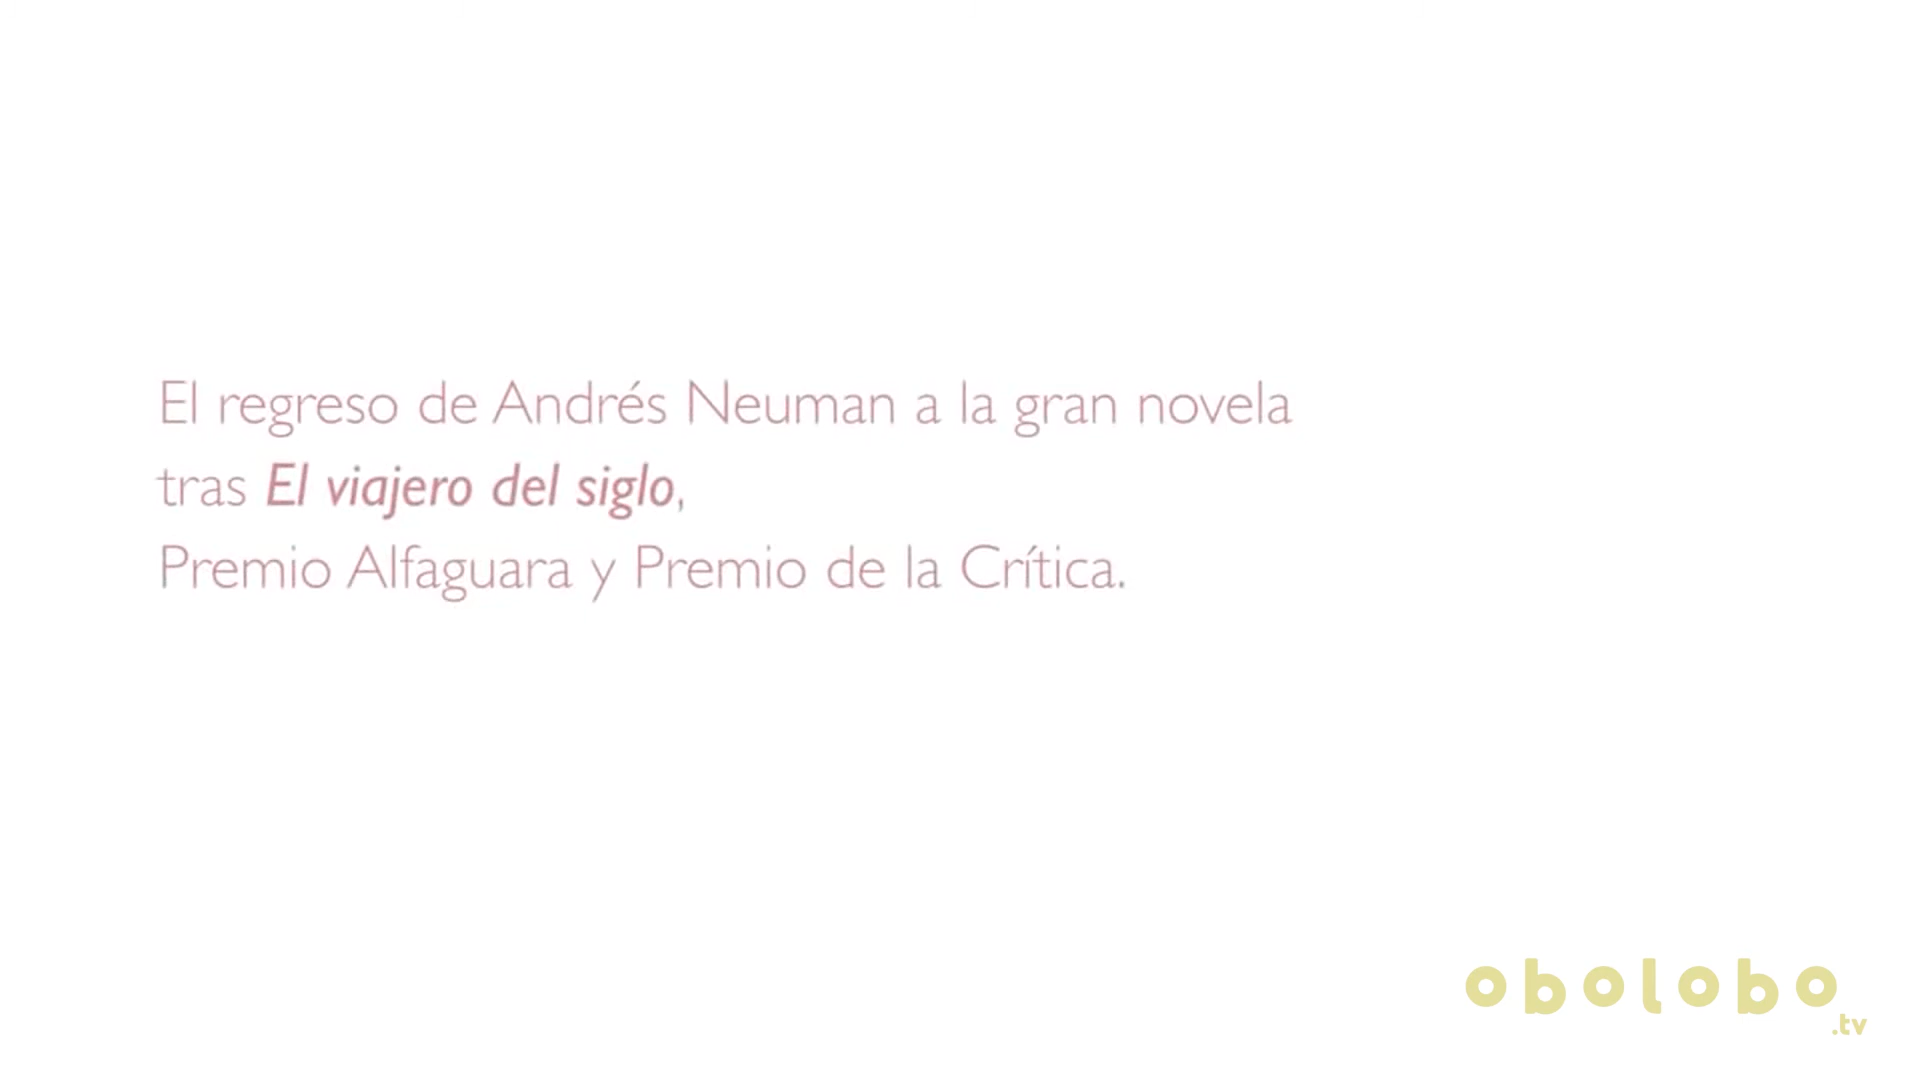 El regreso de Andrés Neuman a la gran novela
tras El viajero del siglo,
Premio Alfaguara y Premio de la Crítica.
obolobo
.tv